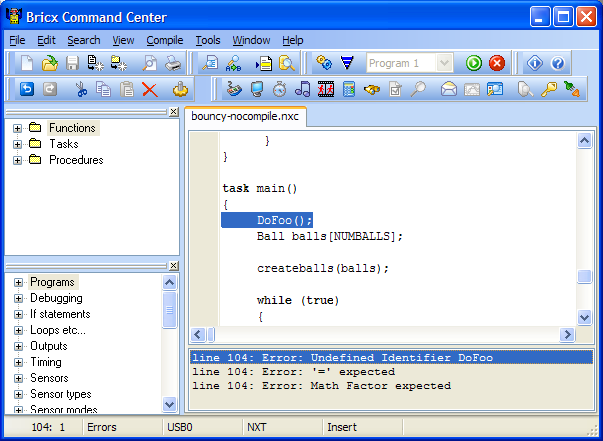 Bricx Command Center
File Edit Search View Compile Tools Window Help
Program 1
Functions
Tasks
Procedures
bouncy-nocompile.nxc
}
}
task main()
{
DoFoo();
Ball balls[NUMBALLS];
createballs(balls);
while (true)
{
Programs
Debugging
If statements
Loops etc...
Outputs
Timing
Sensors
Sensor types
Sensor modes
line 104: Error: Undefined Identifier DoFoo
line 104: Error: '=' expected
line 104: Error: Math Factor expected
104: 1 Errors USB0 NXT Insert